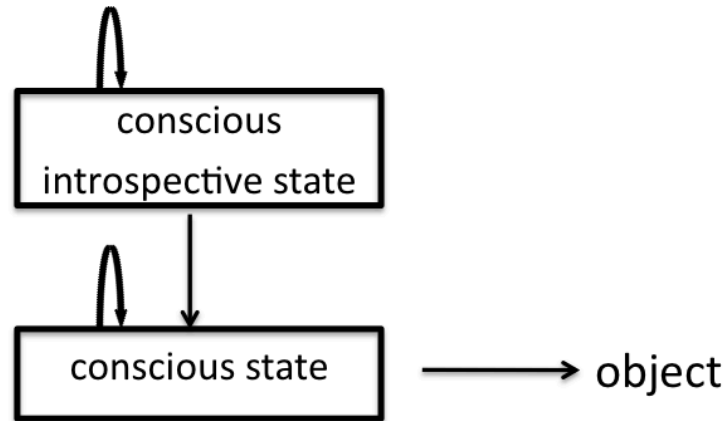 conscious
introspective state
conscious state
object